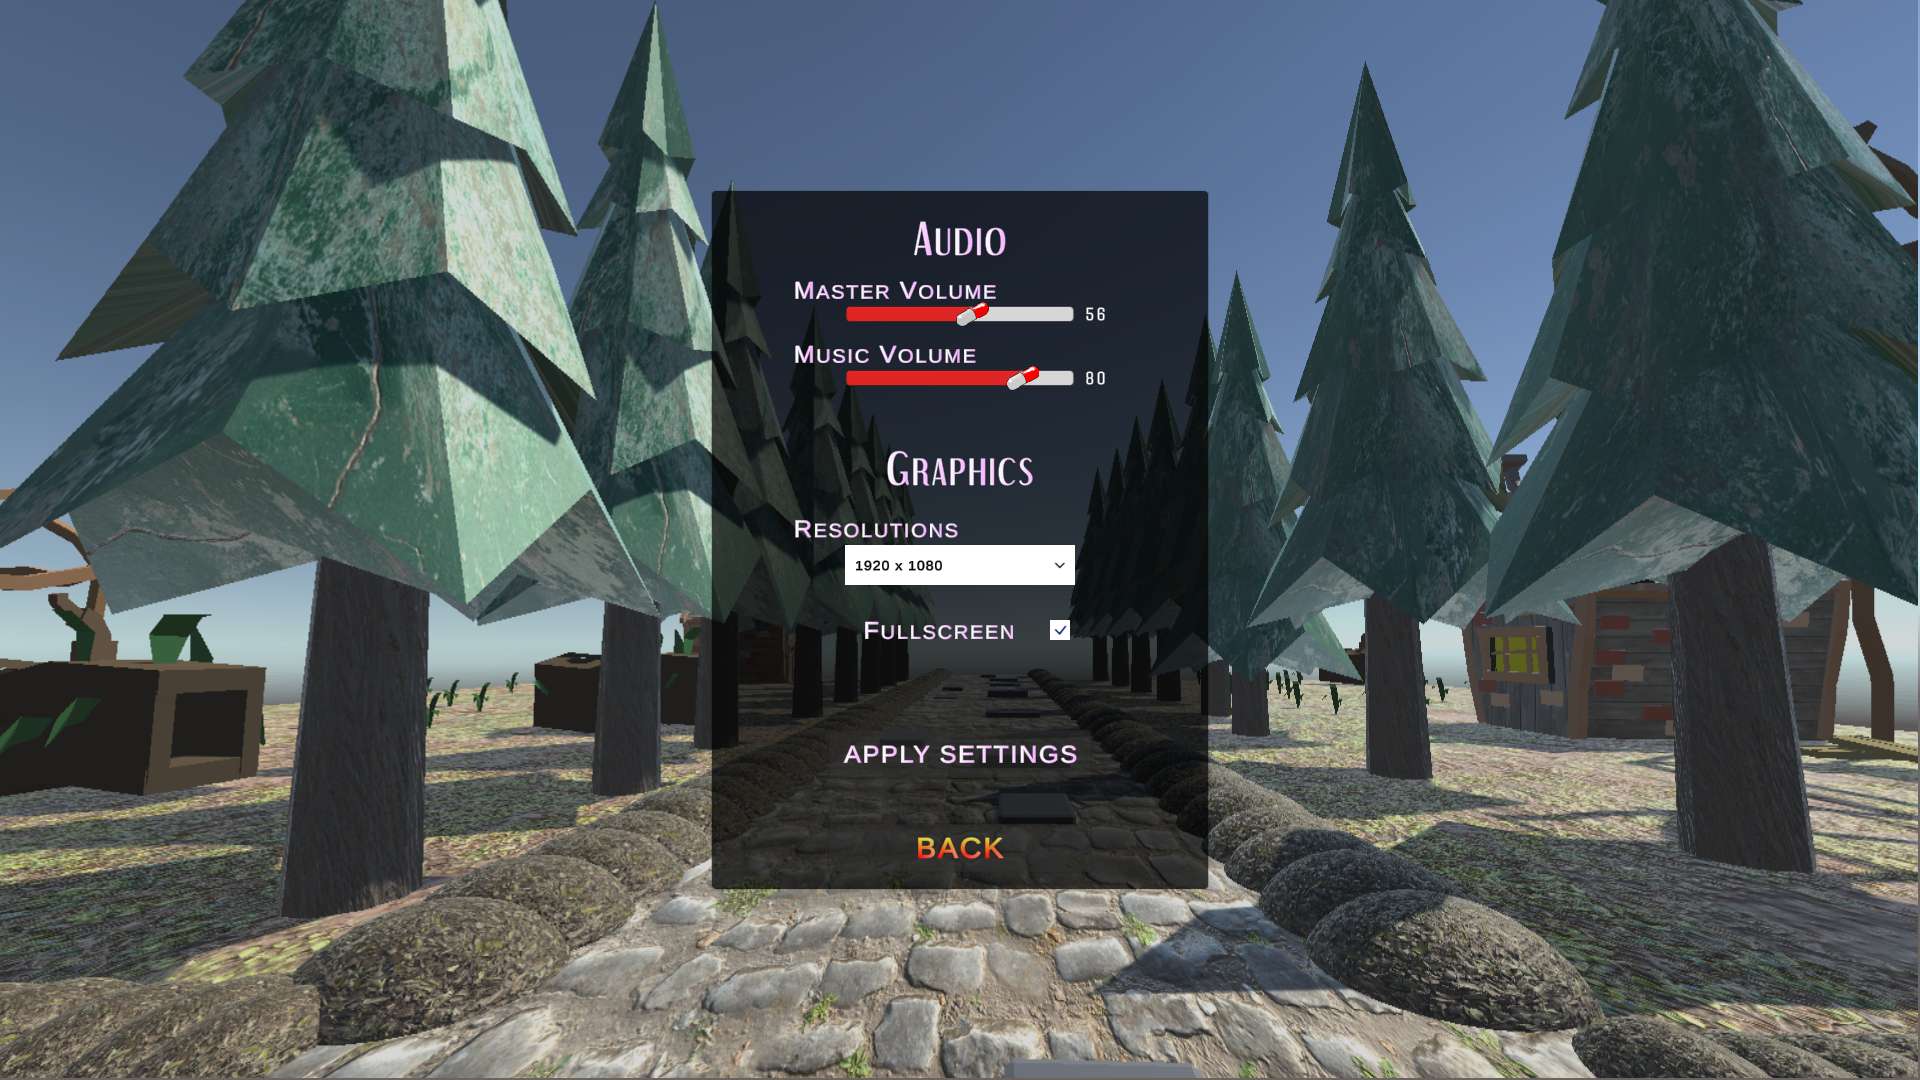 AUDIO
MASTER VOLUME
56
MUSIC VOLUME
80
GRAPHICS
RESOLUTIONS
1920 x 1080
FULLSCREEN
APPLY SETTINGS
BACK